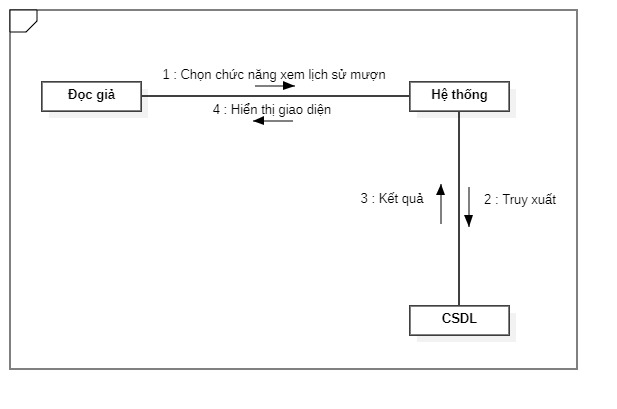 1 : Chọn chức năng xem lịch sử mượn
Độc giả
Hệ thống
4 : Hiển thị giao diện
3 : Kết quả
2 : Truy xuất
CSDL